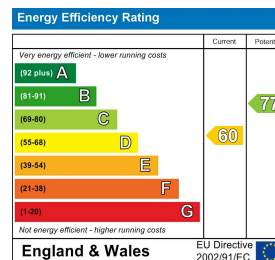 Energy Efficiency Rating
Current
Very energy efficient - lower running costs
(92 plus) A
(81-91) B
(69-80) C
(55-68) D
(39-54) E
(21-38) F
(1-20) G
60
Not energy efficient - higher running costs
England & Wales
EU Directive
2002/91/EC